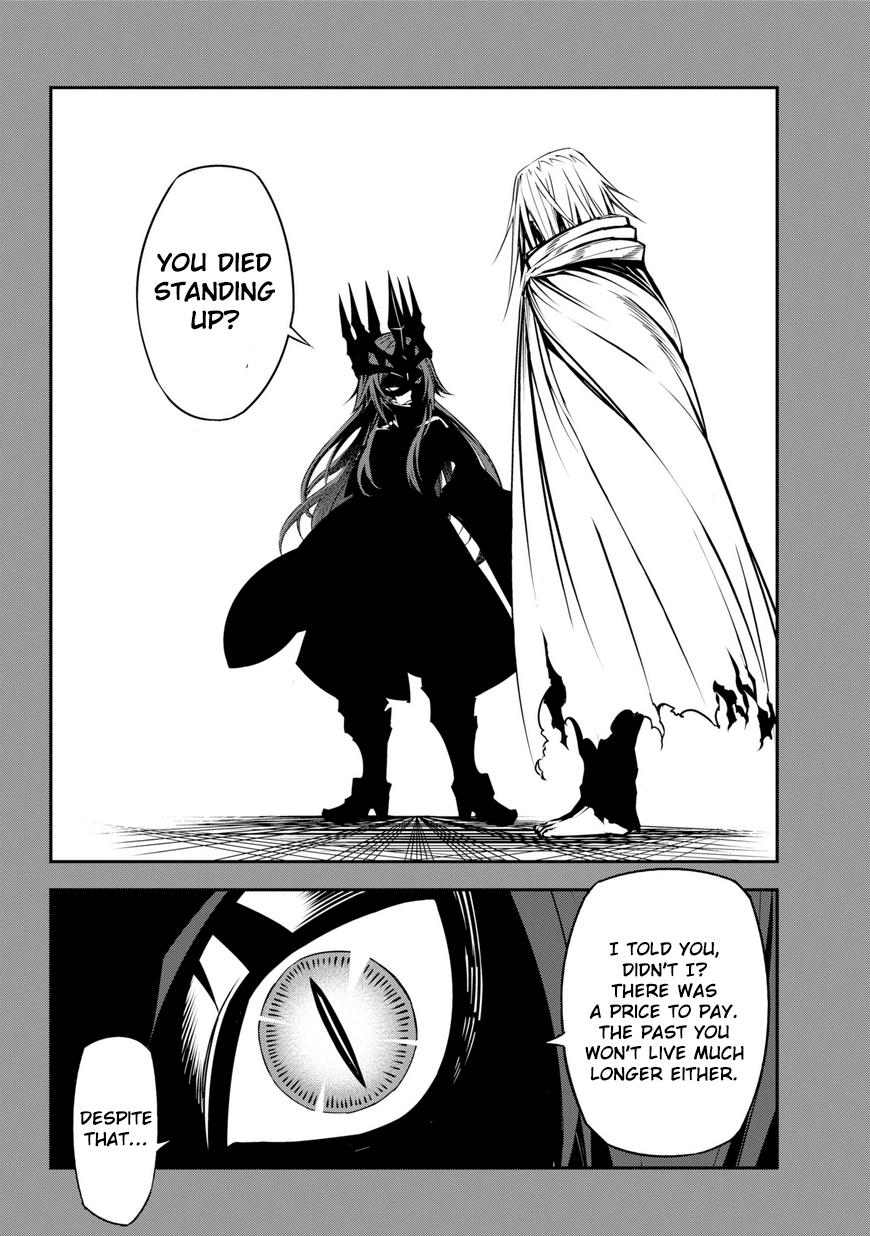 YOU DIED
STANDING
UP?
I TOLD YOU,
DIDN'T I?
THERE WAS
A PRICE TO PAY.
THE PAST YOU
WON'T LIVE MUCH
LONGER EITHER.
DESPITE
THAT...